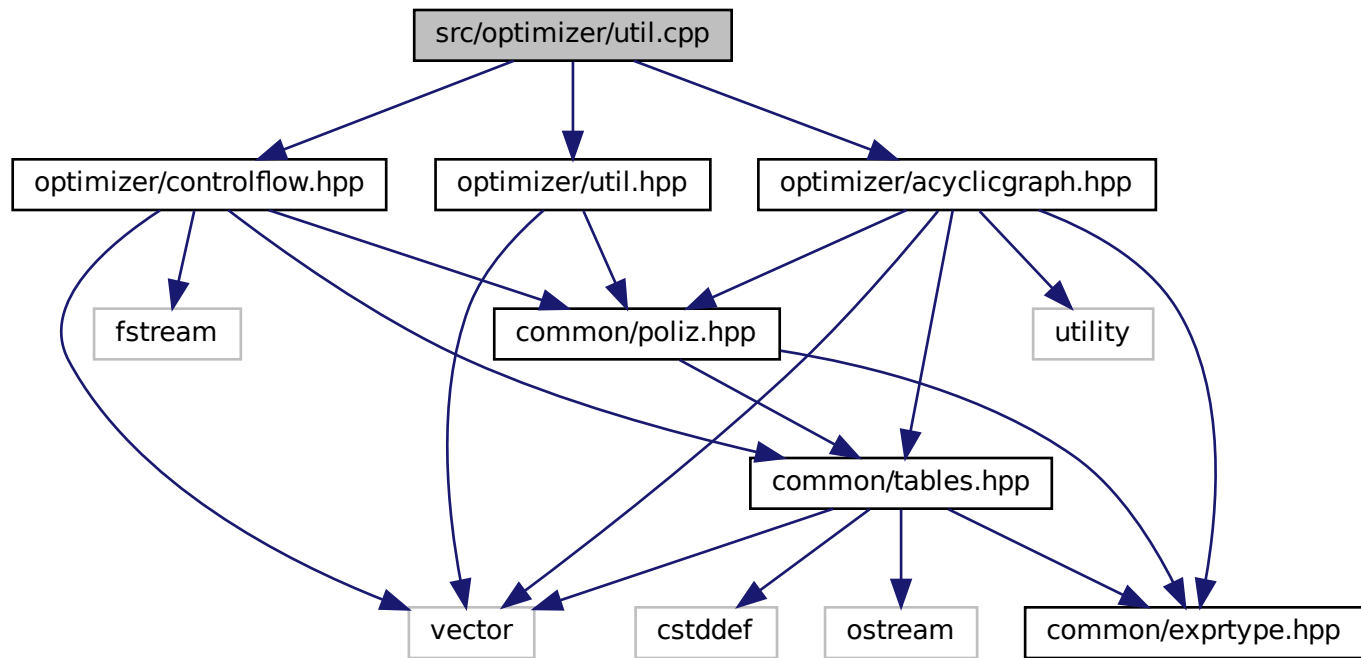 src/optimizer/util.cpp
optimizer/controlflow.hpp
optimizer/util.hpp
optimizer/acyclicgraph.hpp
fstream
common/poliz.hpp
utility
common/tables.hpp
vector
cstddef
ostream
common/exprtype.hpp